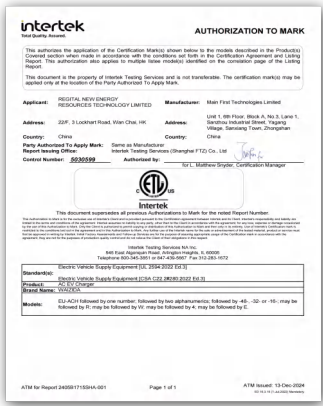 intertek
Total Quality. Assured.
AUTHORIZATION TO MARK
This authorizes the application of the Certification Mark(s) shown below to the models described in the Product(s)
Covered section when made in accordance with the conditions set forth in the Certification Agreement and Listing
Report. This authorization also applies to multiple listee model(s) identified on the correlation page of the Listing
Report.
This document is the property of Intertek Testing Services and is not transferable. The certification mark(s) may be
applied only at the location of the Party Authorized To Apply Mark.
Applicant: REGITAL NEW ENERGY RESOURCES TECHNOLOGY LIMITED
Manufacturer: Main First Technologies Limited
Address: 22/F, 3 Lockhart Road, Wan Chai, HK
Address: Unit 1, 6th Floor, Block A, No.3, Lane 1, Sanzhou Industrial Street, Yagang Village, Sanxiang Town, Zhongshan
Country: China
Country: China
Party Authorized To Apply Mark: Same as Manufacturer
Report Issuing Office: Intertek Testing Services (Shanghai FTZ) Co., Ltd
Control Number: 5030599 Authorized by:
for L. Matthew Snyder, Certification Manager
c ETL us
Intertek
This document supersedes all previous Authorizations to Mark for the noted Report Number.
Intertek Testing Services NA Inc.
545 East Algonquin Road, Arlington Heights, IL 60005
Telephone 800-345-3851 or 847-439-5667 Fax 312-283-1672
Standard(s): Electric Vehicle Supply Equipment [UL 2594:2022 Ed.3]
Electric Vehicle Supply Equipment [CSA C22.2#280:2022 Ed.3]
Product: AC EV Charger
Brand Name: WAIZIDA
Models: EU-ACH followed by one number; followed by two alphanumerics; followed by -48-, -32- or -16-; may be
followed by R; may be followed by W; may be followed by 4; may be followed by E.
ATM for Report 2406B1715SHA-001
Page 1 of 1
ATM Issued: 13-Dec-2024